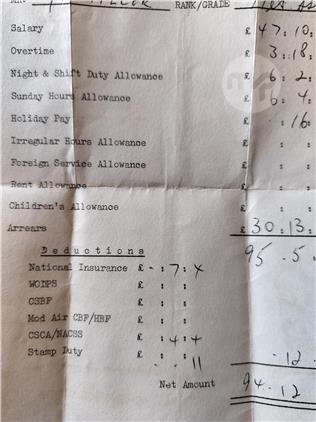 RANK/GRADE
Salary £ 47:10:
Overtime £ 3:18:
Night & Shift Duty Allowance £ 6:2:
Sunday Hours Allowance £ 6:4:
Holiday Pay £ :16:
Irregular Hours Allowance £ : :
Foreign Service Allowance £ : :
Rent Allowance £ : :
Children's Allowance £ : :
Arrears £ 30:13:
Deductions 95.5.
National Insurance £ -:7:4
WODPS £ : :
CSBF £ : :
Mod Air CBF/HBF £ : :
CSCA/NACSS £ :4:4
Stamp Duty £ : :11
.12.
Net Amount £ 94.12